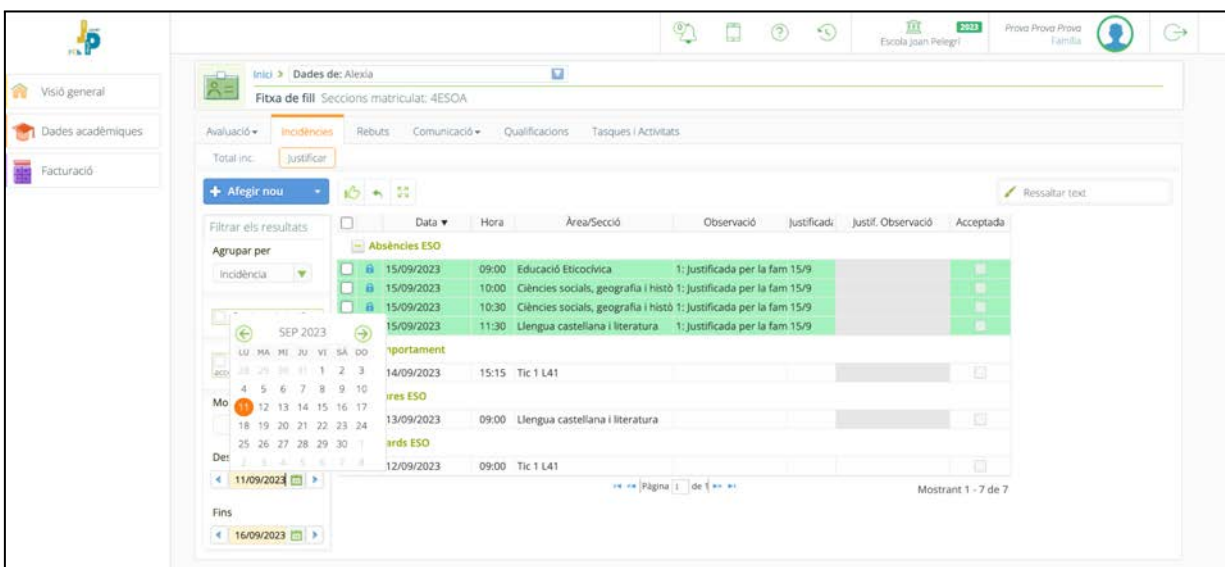 2023
Escola Joan Pelegrí
Prova Prova Prova
Família
Inici > Dades de: Alexia
Visió general
Fitxa de fill Seccions matriculat: 4ESOA
Dades acadèmiques
Avaluació Incidències Rebuts Comunicació Qualificacions Tasques i Activitats
Total inc. Justificar
Facturació
+ Afegir nou
Ressaltar text
Filtrar els resultats
Data ▼ Hora Àrea/Secció Observació Justificada Justif. Observació Acceptada
Agrupar per
Absències ESO
Incidència
15/09/2023 09:00 Educació Eticocívica 1: Justificada per la fam 15/9
15/09/2023 10:00 Ciències socials, geografia i histò 1: Justificada per la fam 15/9
15/09/2023 10:30 Ciències socials, geografia i histò 1: Justificada per la fam 15/9
15/09/2023 11:30 Llengua castellana i literatura 1: Justificada per la fam 15/9
SEP 2023
LU MA MI JU VI SÁ DO
28 29 30 31 1 2 3
4 5 6 7 8 9 10
11 12 13 14 15 16 17
18 19 20 21 22 23 24
25 26 27 28 29 30 1
2 3 4 5 6 7 8
mportament
14/09/2023 15:15 Tic 1 L41
Mo
res ESO
13/09/2023 09:00 Llengua castellana i literatura
ards ESO
Des
12/09/2023 09:00 Tic 1 L41
11/09/2023
Pàgina 1 de 1
Mostrant 1 - 7 de 7
Fins
16/09/2023